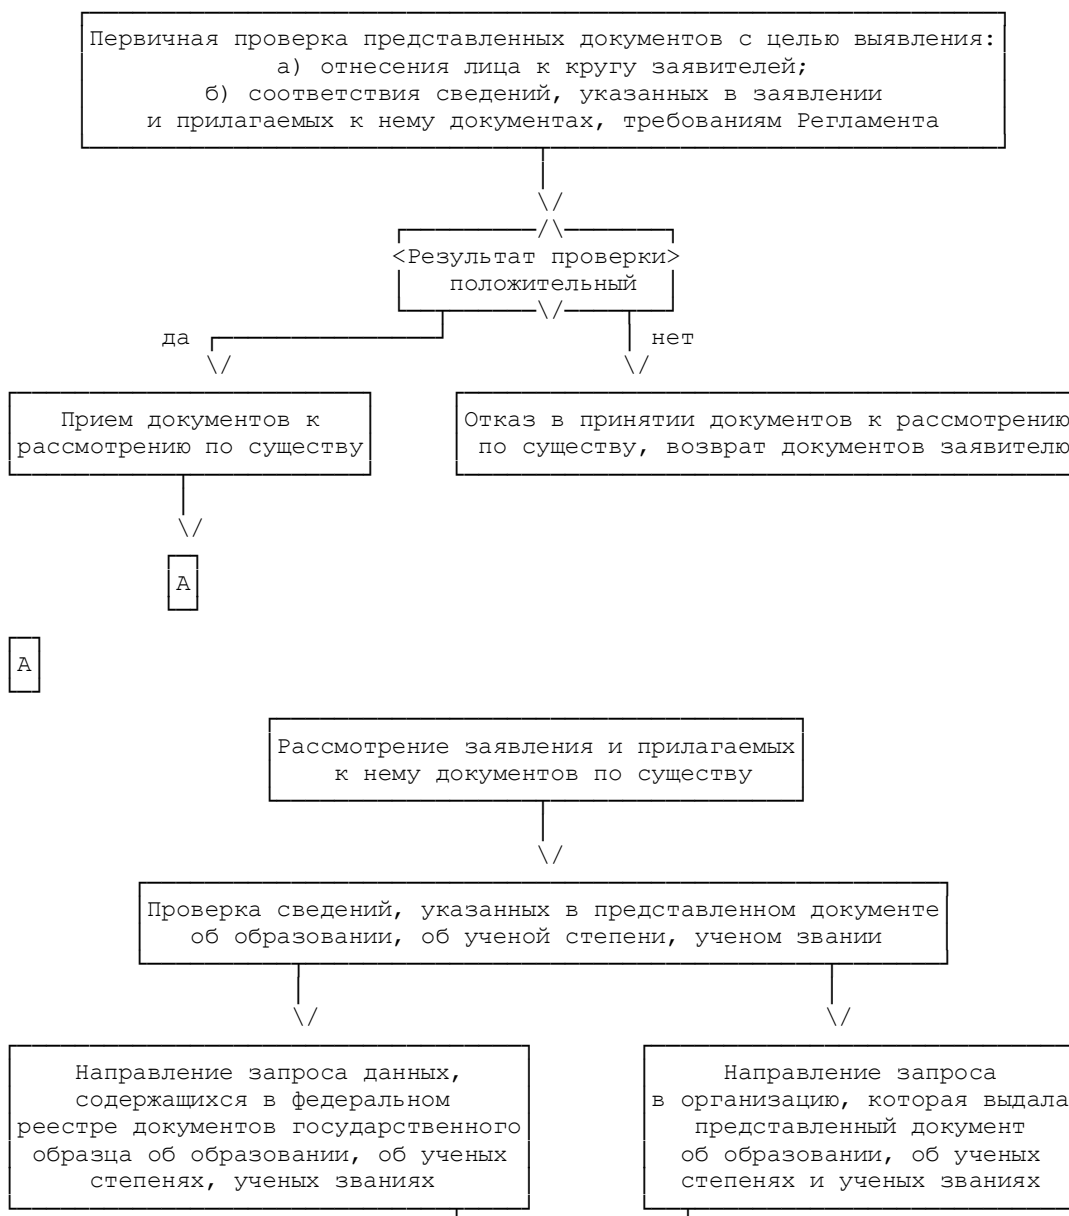 Первичная проверка представленных документов с целью выявления:
а) отнесения лица к кругу заявителей;
б) соответствия сведений, указанных в заявлении
и прилагаемых к нему документах, требованиям Регламента
<Результат проверки>
положительный
да
нет
Прием документов к
рассмотрению по существу
Отказ в принятии документов к рассмотрению
по существу, возврат документов заявителю
А
А
Рассмотрение заявления и прилагаемых
к нему документов по существу
Проверка сведений, указанных в представленном документе
об образовании, об ученой степени, ученом звании
Направление запроса данных,
содержащихся в федеральном
реестре документов государственного
образца об образовании, об ученых
степенях, ученых званиях
Направление запроса
в организацию, которая выдала
представленный документ
об образовании, об ученых
степенях и ученых званиях